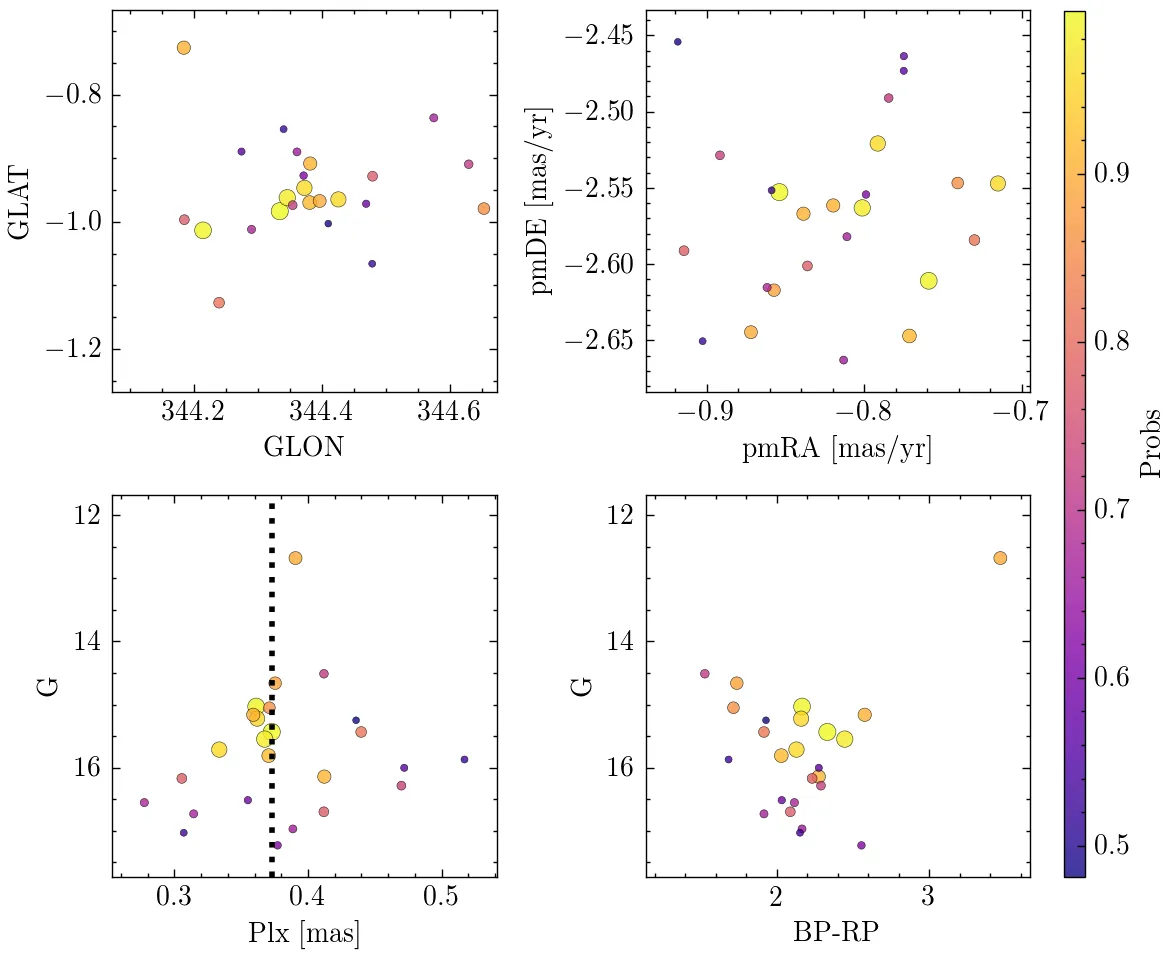 −0.8
−1.0
−1.2
GLAT
344.2 344.4 344.6
GLON
−2.45
−2.50
−2.55
−2.60
−2.65
pmDE [mas/yr]
−0.9 −0.8 −0.7
pmRA [mas/yr]
12
14
16
G
0.3 0.4 0.5
Plx [mas]
12
14
16
G
2 3
BP-RP
0.9
0.8
0.7
0.6
0.5
Probs